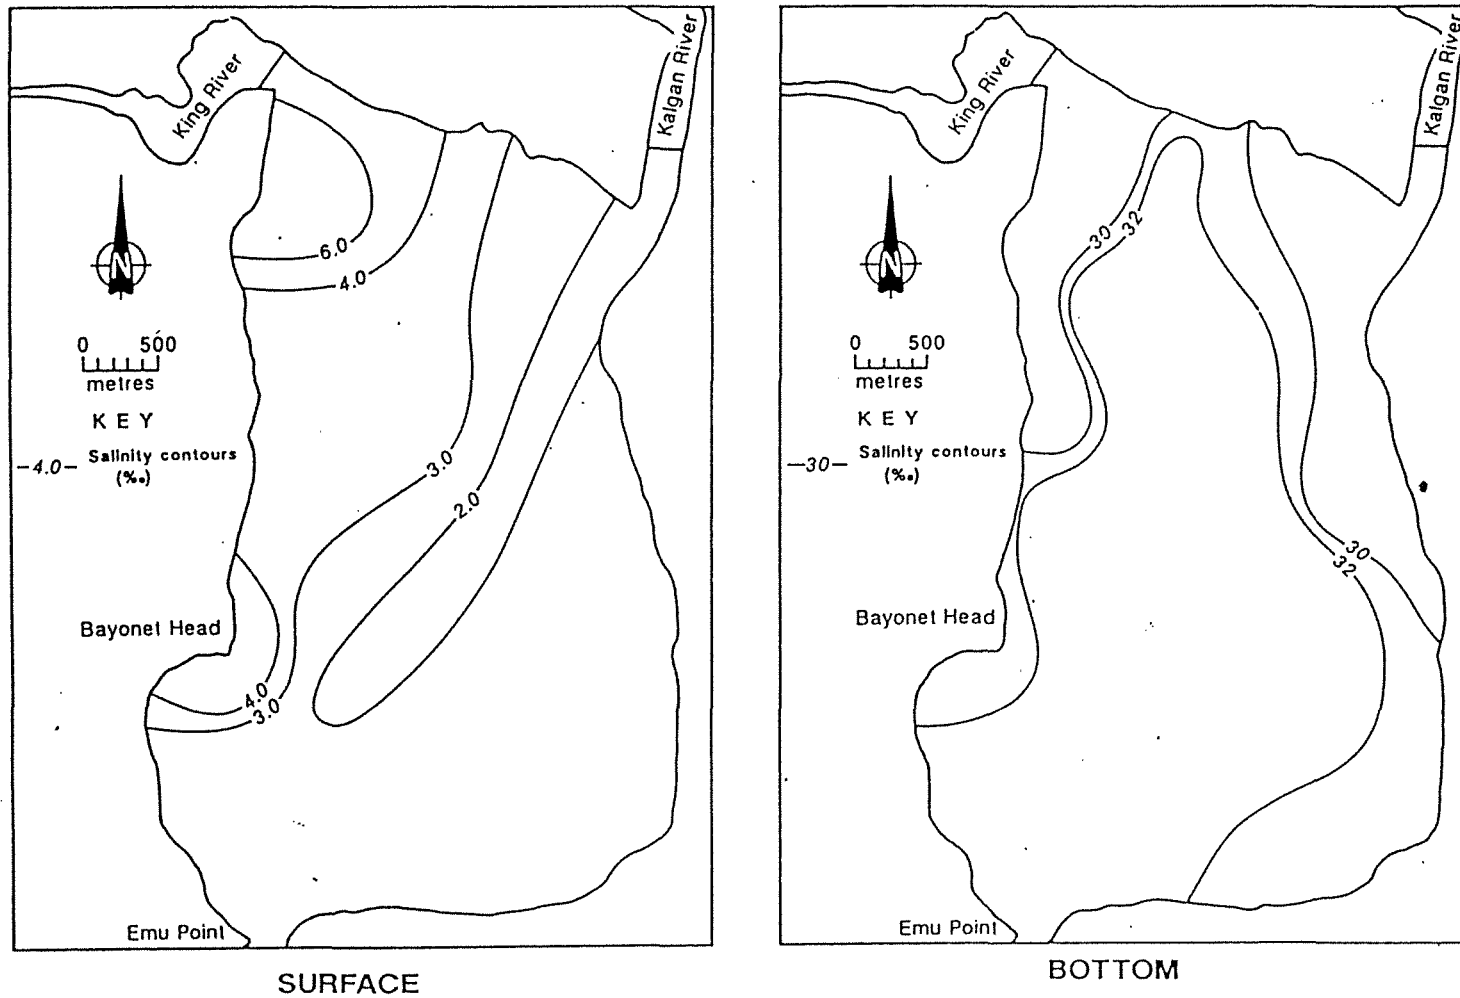 King River
Kalgan River
N
0 500
metres
KEY
-4.0- Salinity contours
(‰)
6.0
4.0
3.0
2.0
Bayonet Head
4.0
3.0
Emu Point
SURFACE
King River
Kalgan River
N
0 500
metres
KEY
-30- Salinity contours
(‰)
30
32
30
32
Bayonet Head
Emu Point
BOTTOM